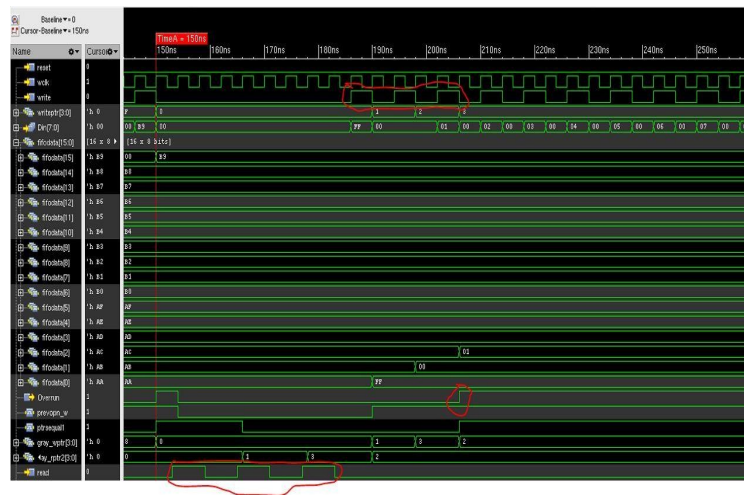 Baseline ▾ = 0
Cursor-Baseline ▾ = 150ns
TimeA = 150ns
150ns 160ns 170ns 180ns 190ns 200ns 210ns 220ns 230ns 240ns 250ns
Name Cursor
reset 0
wclk 1
write 0
writeptr[3:0] 'h 0 F 0 1 2 3
Din[7:0] 'h 00 00 B9 00 FF 00 01 00 02 00 03 00 04 00 05 00 06 00 07 00
fifodata[15:0] [16 x 8 [16 x 8 bits]
fifodata[15] 'h B9 00 B9
fifodata[14] 'h B8 B8
fifodata[13] 'h B7 B7
fifodata[12] 'h B6 B6
fifodata[11] 'h B5 B5
fifodata[10] 'h B4 B4
fifodata[9] 'h B3 B3
fifodata[8] 'h B2 B2
fifodata[7] 'h B1 B1
fifodata[6] 'h B0 B0
fifodata[5] 'h AF AF
fifodata[4] 'h AE AE
fifodata[3] 'h AD AD
fifodata[2] 'h AC AC 01
fifodata[1] 'h AB AB 00
fifodata[0] 'h AA AA FF
Overrun 1
prevopn_w 1
ptrsequal1 1
gray_wptr[3:0] 'h 0 8 0 1 3 2
ay_rptr2[3:0] 'h 0 0 1 3 2
read 0